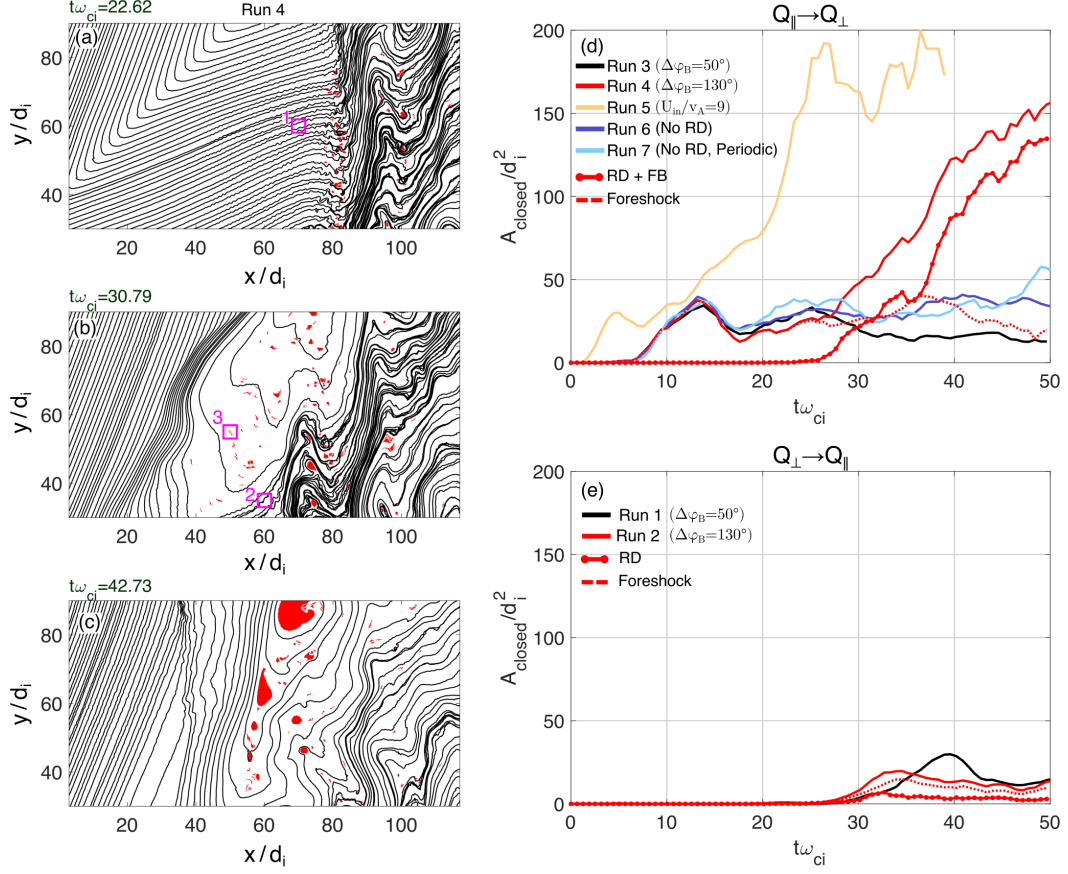 tω_ci=22.62
Run 4
(a)
1
80
60
40
y/d_i
20 40 60 80 100
x/d_i
tω_ci=30.79
(b)
3
2
80
60
40
y/d_i
20 40 60 80 100
x/d_i
tω_ci=42.73
(c)
80
60
40
y/d_i
20 40 60 80 100
x/d_i
Q_∥→Q_⊥
(d)
Run 3 (Δφ_B=50°)
Run 4 (Δφ_B=130°)
Run 5 (U_in/v_A=9)
Run 6 (No RD)
Run 7 (No RD, Periodic)
RD + FB
Foreshock
200
150
100
50
0
A_closed/d_i^2
0 10 20 30 40 50
tω_ci
Q_⊥→Q_∥
(e)
Run 1 (Δφ_B=50°)
Run 2 (Δφ_B=130°)
RD
Foreshock
200
150
100
50
0
A_closed/d_i^2
0 10 20 30 40 50
tω_ci